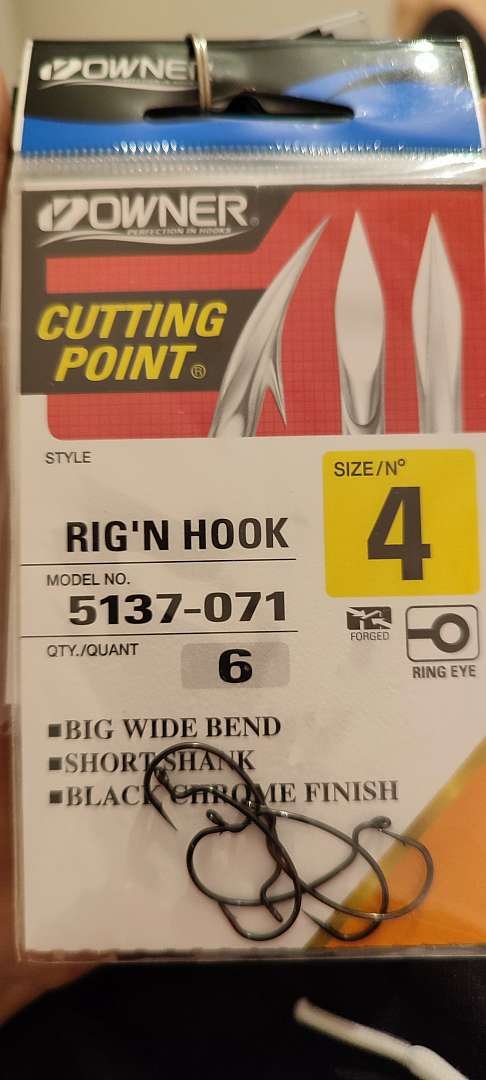 OWNER
OWNER®
PERFECTION IN HOOKS
CUTTING
POINT®
STYLE
SIZE/Nº
4
RIG'N HOOK
MODEL NO.
5137-071
FORGED
QTY./QUANT
6
RING EYE
■BIG WIDE BEND
■SHORT SHANK
■BLACK CHROME FINISH